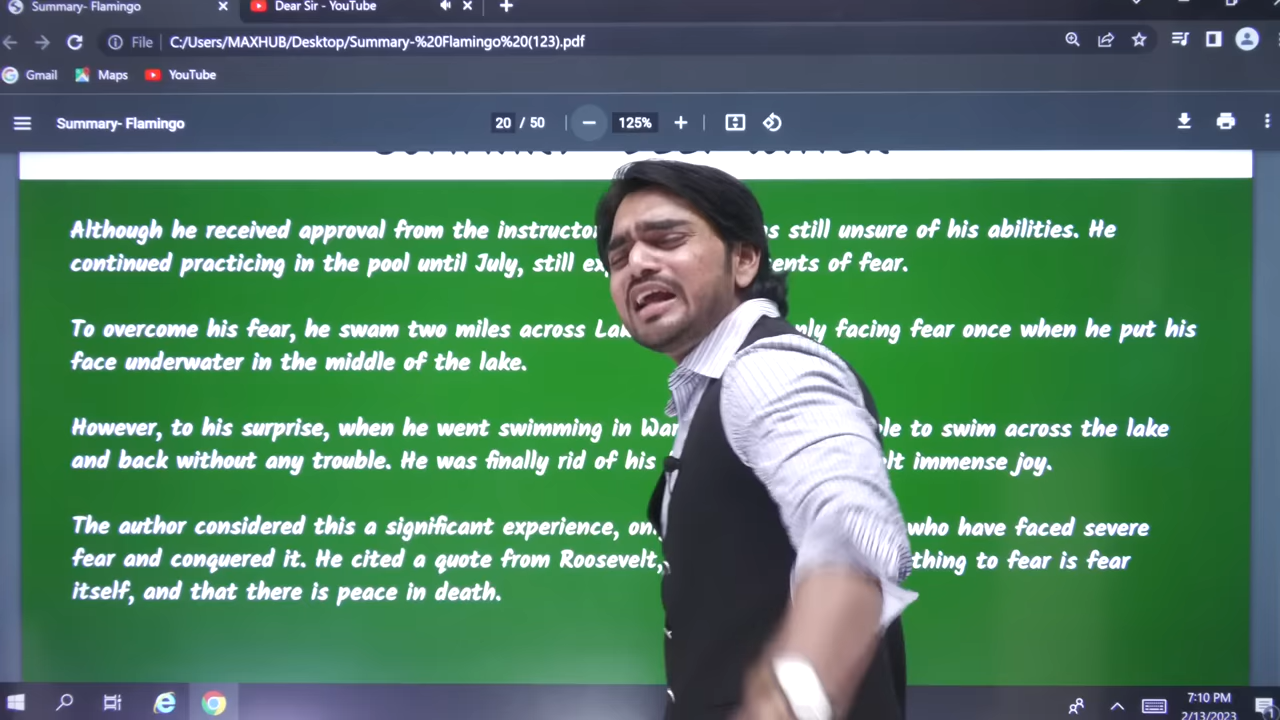 Summary- Flamingo
Dear Sir - YouTube
File
C:/Users/MAXHUB/Desktop/Summary-%20Flamingo%20(123).pdf
Gmail
Maps
YouTube
Summary- Flamingo
20 / 50
125%
Although he received approval from the instructo s still unsure of his abilities. He
continued practicing in the pool until July, still ex ents of fear.
To overcome his fear, he swam two miles across La nly facing fear once when he put his
face underwater in the middle of the lake.
However, to his surprise, when he went swimming in War le to swim across the lake
and back without any trouble. He was finally rid of his lt immense joy.
The author considered this a significant experience, on who have faced severe
fear and conquered it. He cited a quote from Roosevelt, thing to fear is fear
itself, and that there is peace in death.
7:10 PM
2/13/2023